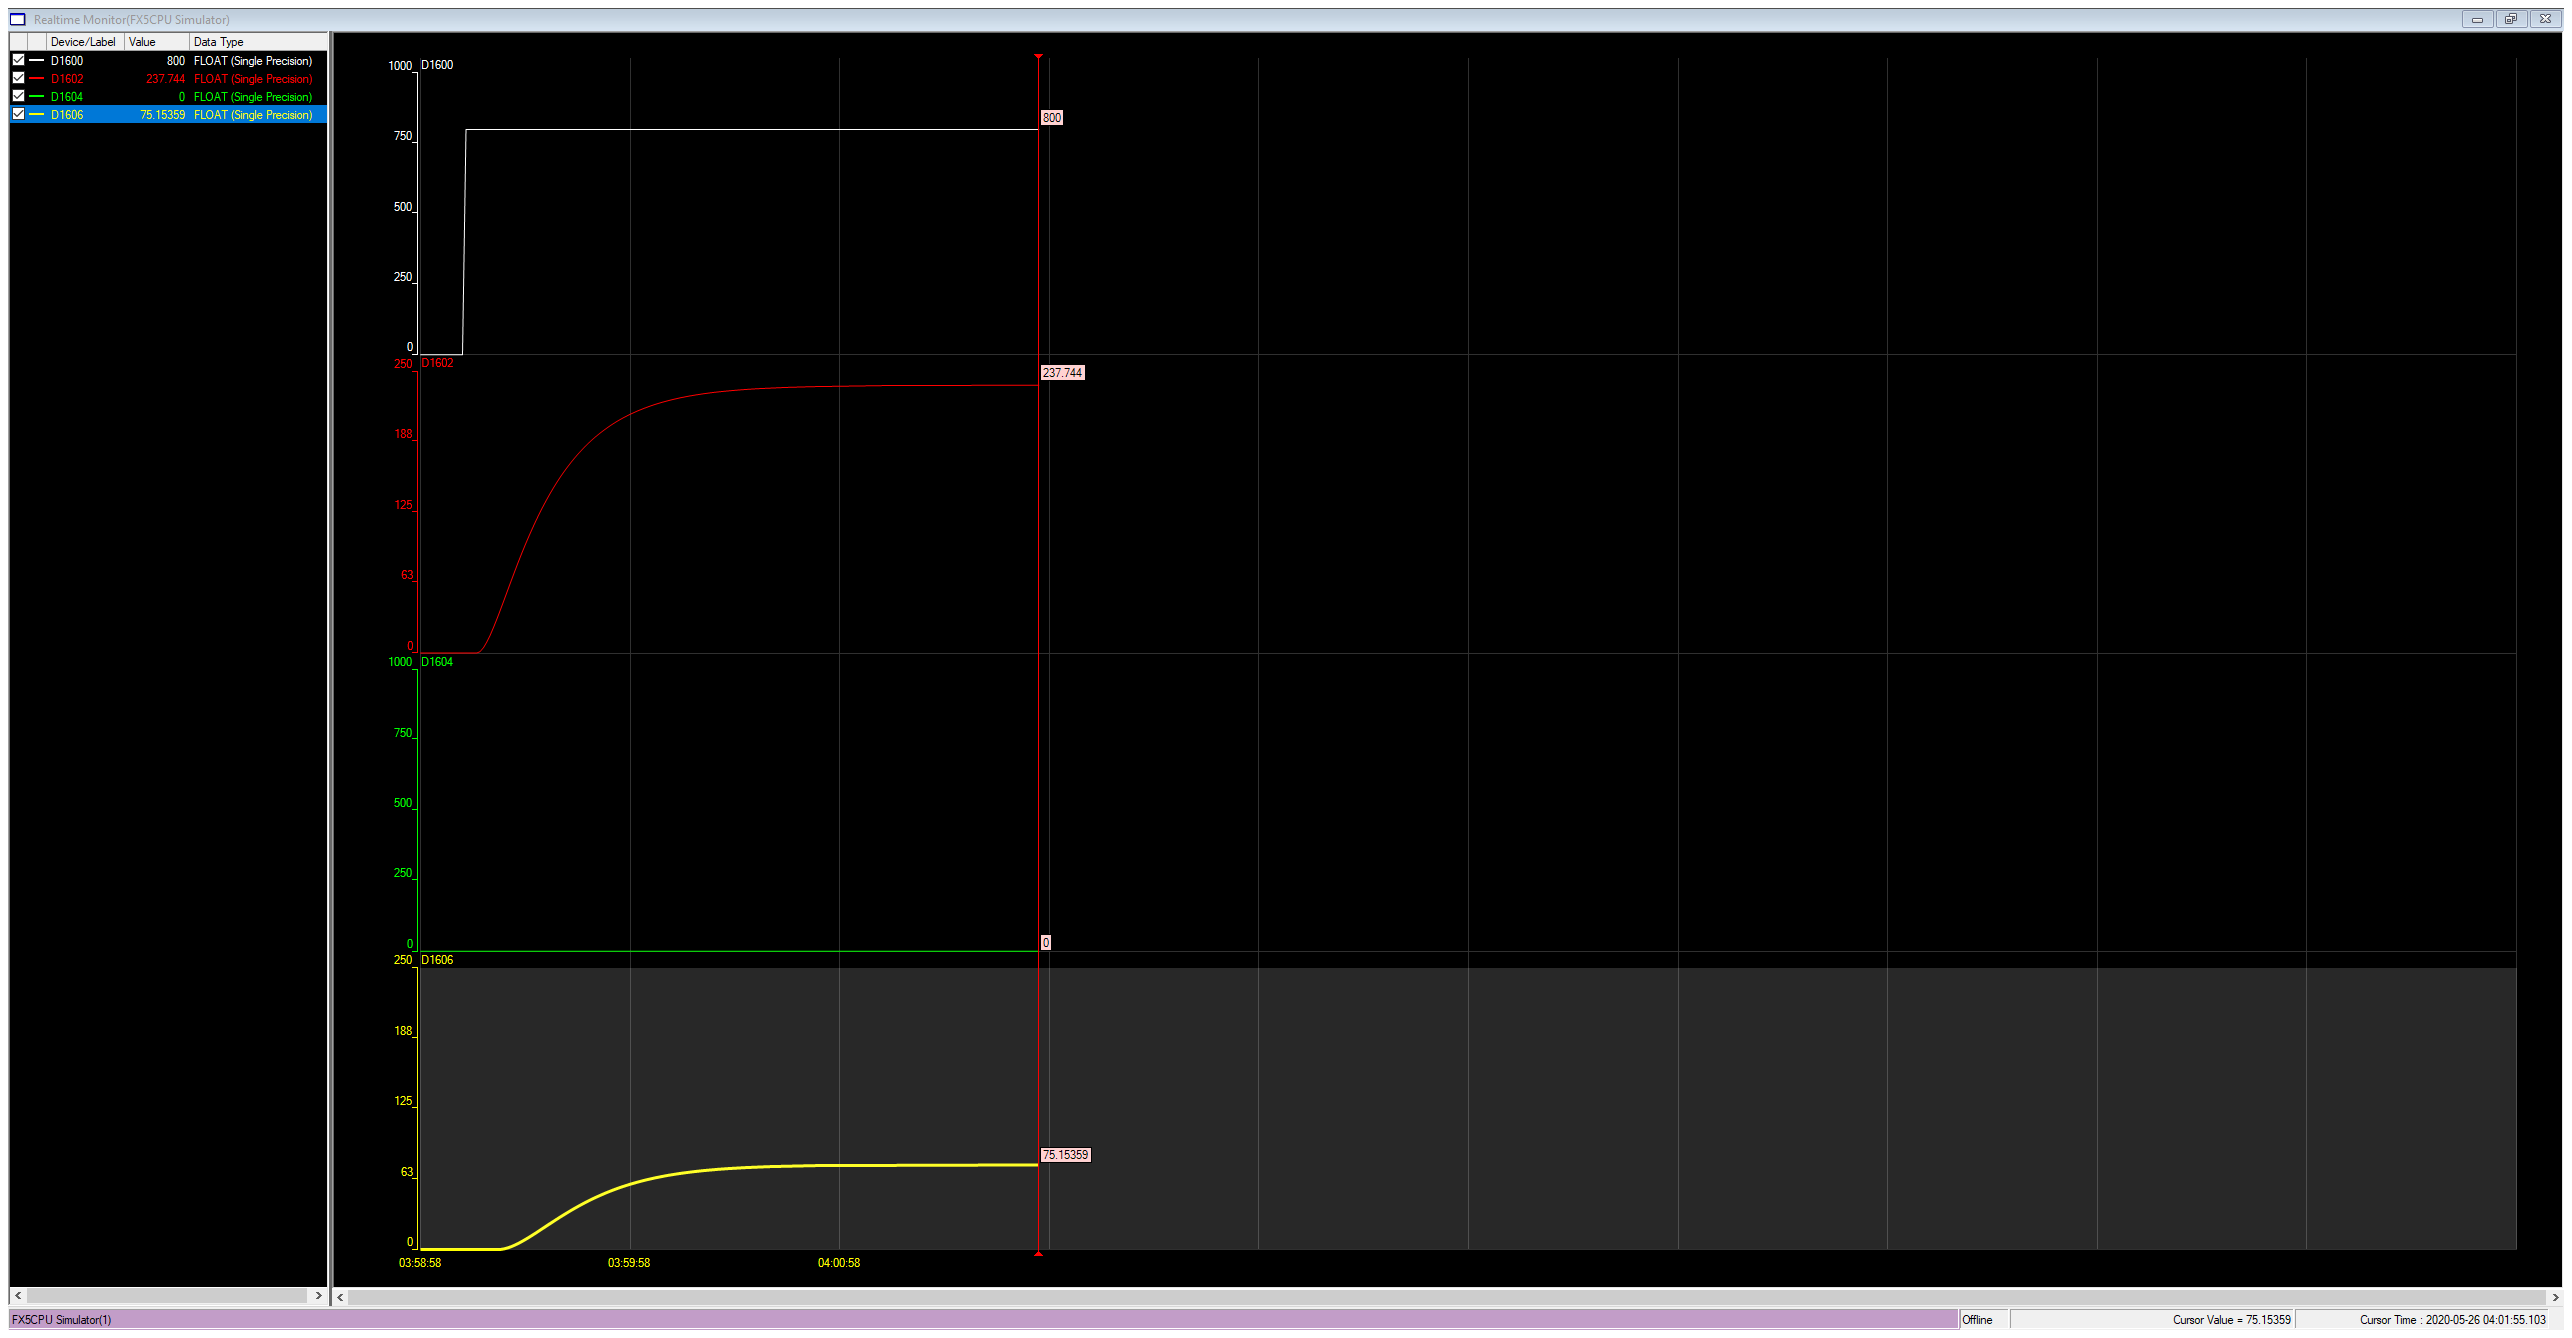 Realtime Monitor(FX5CPU Simulator)
Device/Label Value Data Type
D1600 800 FLOAT (Single Precision)
D1602 237.744 FLOAT (Single Precision)
D1604 0 FLOAT (Single Precision)
D1606 75.15359 FLOAT (Single Precision)
1000 D1600
800
750
500
250
0
250 D1602
237.744
188
125
63
0
1000 D1604
750
500
250
0
0
250 D1606
188
125
75.15359
63
0
03:58:58 03:59:58 04:00:58
FX5CPU Simulator(1) Offline Cursor Value = 75.15359 Cursor Time : 2020-05-26 04:01:55.103